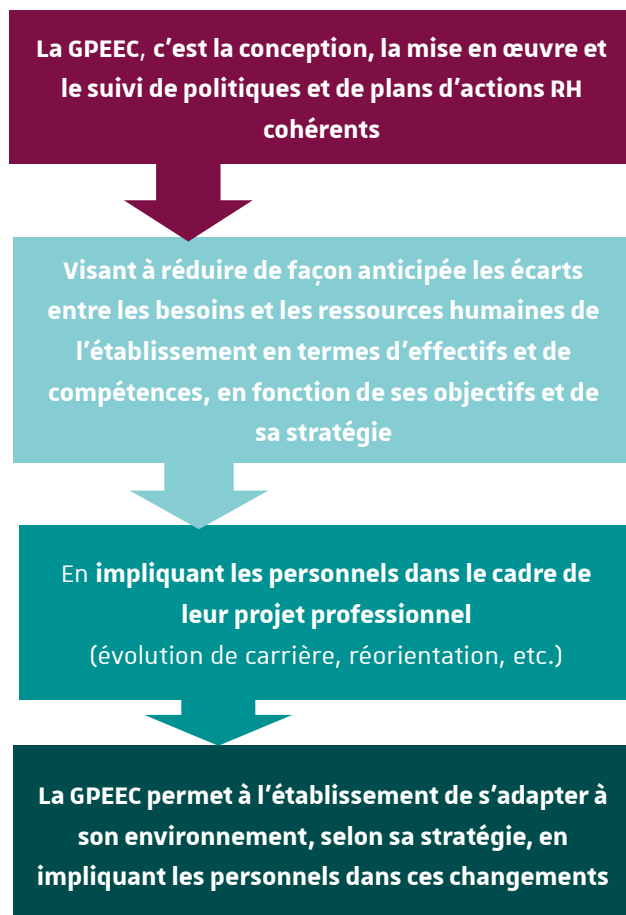 La GPEEC, c’est la conception, la mise en œuvre et
le suivi de politiques et de plans d’actions RH
cohérents
Visant à réduire de façon anticipée les écarts
entre les besoins et les ressources humaines de
l’établissement en termes d’effectifs et de
compétences, en fonction de ses objectifs et de
sa stratégie
En impliquant les personnels dans le cadre de
leur projet professionnel
(évolution de carrière, réorientation, etc.)
La GPEEC permet à l’établissement de s’adapter à
son environnement, selon sa stratégie, en
impliquant les personnels dans ces changements